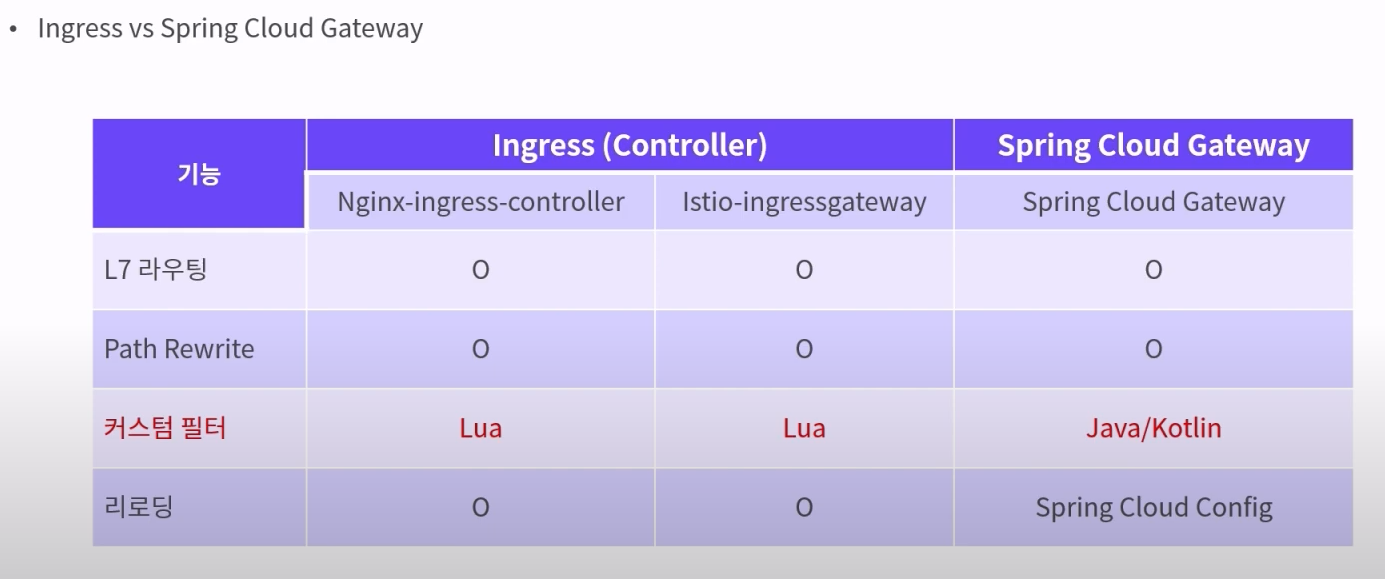 • Ingress vs Spring Cloud Gateway
기능
Ingress (Controller)
Spring Cloud Gateway
Nginx-ingress-controller
Istio-ingressgateway
Spring Cloud Gateway
L7 라우팅 O O O
Path Rewrite O O O
커스텀 필터 Lua Lua Java/Kotlin
리로딩 O O Spring Cloud Config